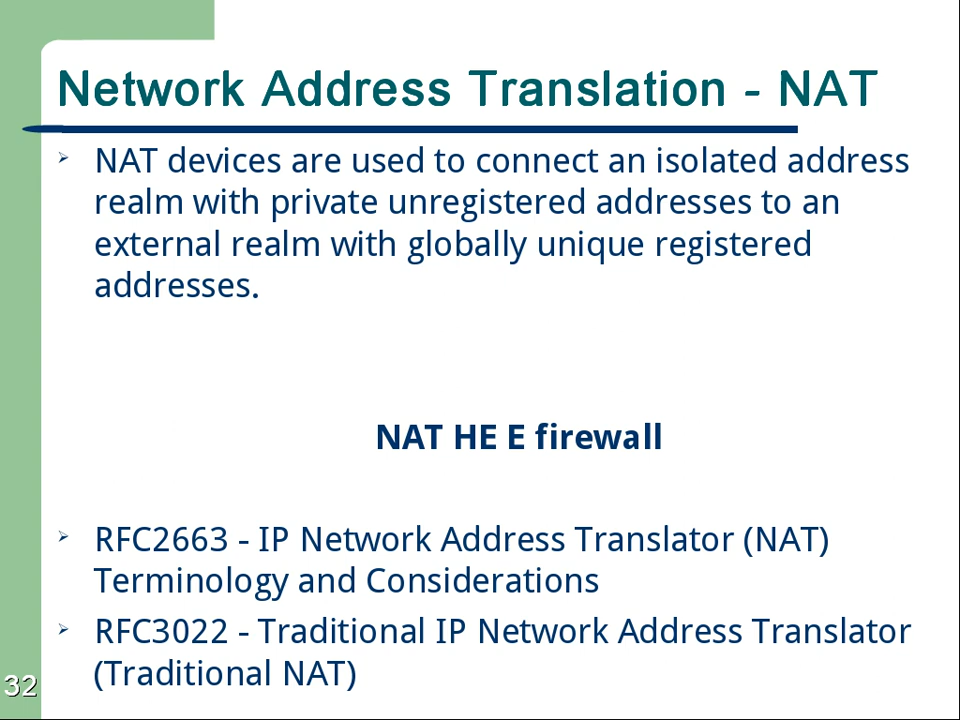 Network Address Translation - NAT
➢ NAT devices are used to connect an isolated address
realm with private unregistered addresses to an
external realm with globally unique registered
addresses.
NAT НЕ Е firewall
➢ RFC2663 - IP Network Address Translator (NAT)
Terminology and Considerations
➢ RFC3022 - Traditional IP Network Address Translator
(Traditional NAT)
32